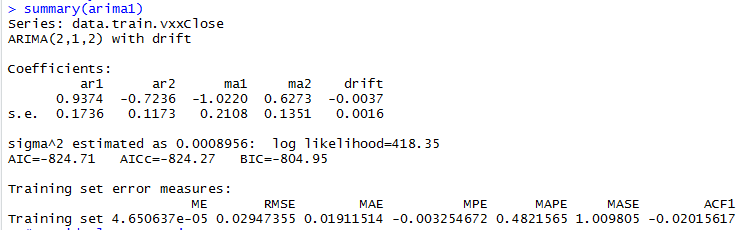 > summary(arima1)
Series: data.train.vxxClose
ARIMA(2,1,2) with drift
Coefficients:
ar1 ar2 ma1 ma2 drift
0.9374 -0.7236 -1.0220 0.6273 -0.0037
s.e. 0.1736 0.1173 0.2108 0.1351 0.0016
sigma^2 estimated as 0.0008956: log likelihood=418.35
AIC=-824.71 AICc=-824.27 BIC=-804.95
Training set error measures:
ME RMSE MAE MPE MAPE MASE ACF1
Training set 4.650637e-05 0.02947355 0.01911514 -0.003254672 0.4821565 1.009805 -0.02015617